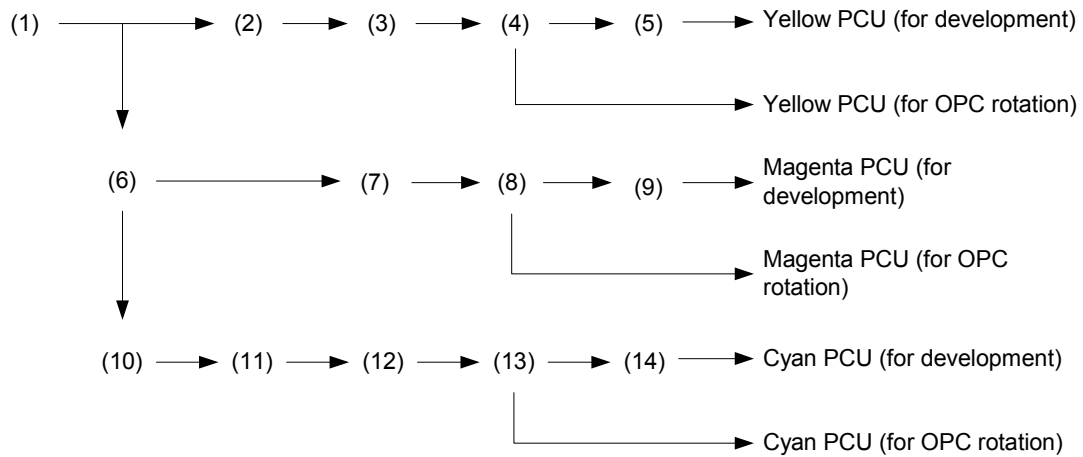 (1) (2) (3) (4) (5) Yellow PCU (for development)
Yellow PCU (for OPC rotation)
(6) (7) (8) (9) Magenta PCU (for
development)
Magenta PCU (for OPC
rotation)
(10) (11) (12) (13) (14) Cyan PCU (for development)
Cyan PCU (for OPC rotation)